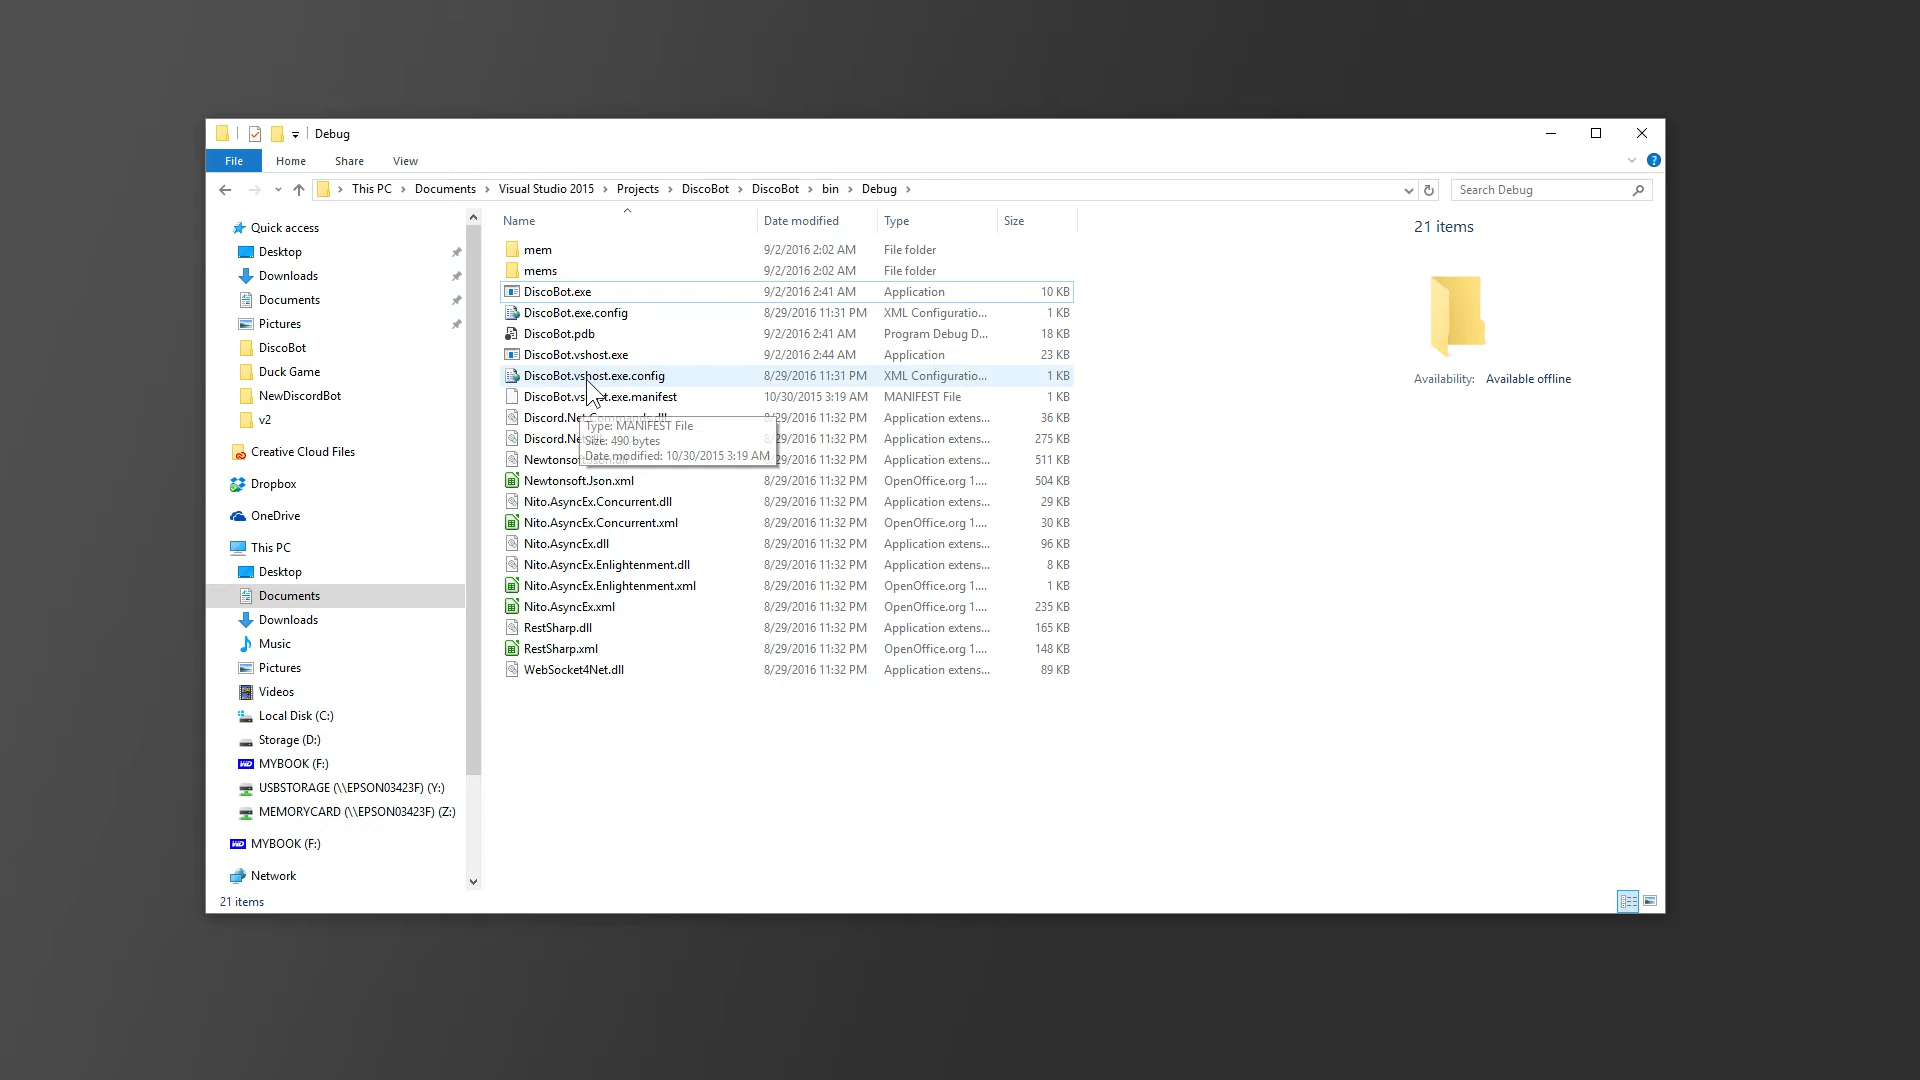 Debug
File Home Share View
This PC Documents Visual Studio 2015 Projects DiscoBot DiscoBot bin Debug
Search Debug
Quick access
Desktop
Downloads
Documents
Pictures
DiscoBot
Duck Game
NewDiscordBot
v2
Creative Cloud Files
Dropbox
OneDrive
This PC
Desktop
Documents
Downloads
Music
Pictures
Videos
Local Disk (C:)
Storage (D:)
MYBOOK (F:)
USBSTORAGE (\\EPSON03423F) (Y:)
MEMORYCARD (\\EPSON03423F) (Z:)
MYBOOK (F:)
Network
21 items
Name Date modified Type Size
mem 9/2/2016 2:02 AM File folder
mems 9/2/2016 2:02 AM File folder
DiscoBot.exe 9/2/2016 2:41 AM Application 10 KB
DiscoBot.exe.config 8/29/2016 11:31 PM XML Configuratio... 1 KB
DiscoBot.pdb 9/2/2016 2:41 AM Program Debug D... 18 KB
DiscoBot.vshost.exe 9/2/2016 2:44 AM Application 23 KB
DiscoBot.vshost.exe.config 8/29/2016 11:31 PM XML Configuratio... 1 KB
DiscoBot.vshost.exe.manifest 10/30/2015 3:19 AM MANIFEST File 1 KB
Discord.Net.Commands.dll 8/29/2016 11:32 PM Application extens... 36 KB
Discord.Net.dll 8/29/2016 11:32 PM Application extens... 275 KB
Newtonsoft.Json.dll 8/29/2016 11:32 PM Application extens... 511 KB
Type: MANIFEST File
Size: 490 bytes
Date modified: 10/30/2015 3:19 AM
Newtonsoft.Json.xml 8/29/2016 11:32 PM OpenOffice.org 1.... 504 KB
Nito.AsyncEx.Concurrent.dll 8/29/2016 11:32 PM Application extens... 29 KB
Nito.AsyncEx.Concurrent.xml 8/29/2016 11:32 PM OpenOffice.org 1.... 30 KB
Nito.AsyncEx.dll 8/29/2016 11:32 PM Application extens... 96 KB
Nito.AsyncEx.Enlightenment.dll 8/29/2016 11:32 PM Application extens... 8 KB
Nito.AsyncEx.Enlightenment.xml 8/29/2016 11:32 PM OpenOffice.org 1.... 1 KB
Nito.AsyncEx.xml 8/29/2016 11:32 PM OpenOffice.org 1.... 235 KB
RestSharp.dll 8/29/2016 11:32 PM Application extens... 165 KB
RestSharp.xml 8/29/2016 11:32 PM OpenOffice.org 1.... 148 KB
WebSocket4Net.dll 8/29/2016 11:32 PM Application extens... 89 KB
21 items
Availability: Available offline